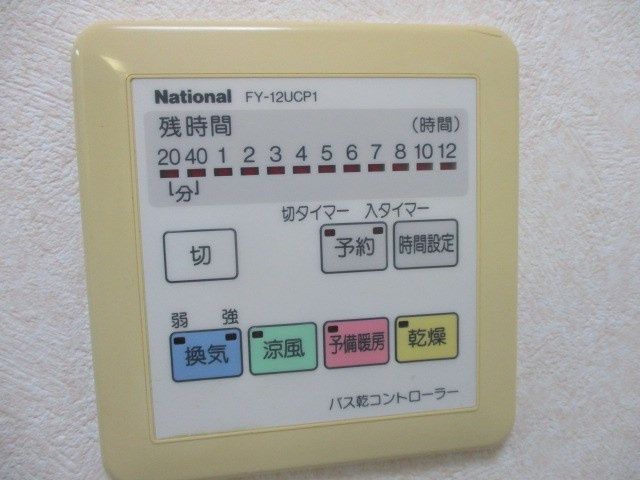 National FY-12UCP1
残時間 (時間)
20 40 1 2 3 4 5 6 7 8 10 12
分
切タイマー 入タイマー
切 予約 時間設定
弱 強
換気 涼風 予備暖房 乾燥
バス乾コントローラー